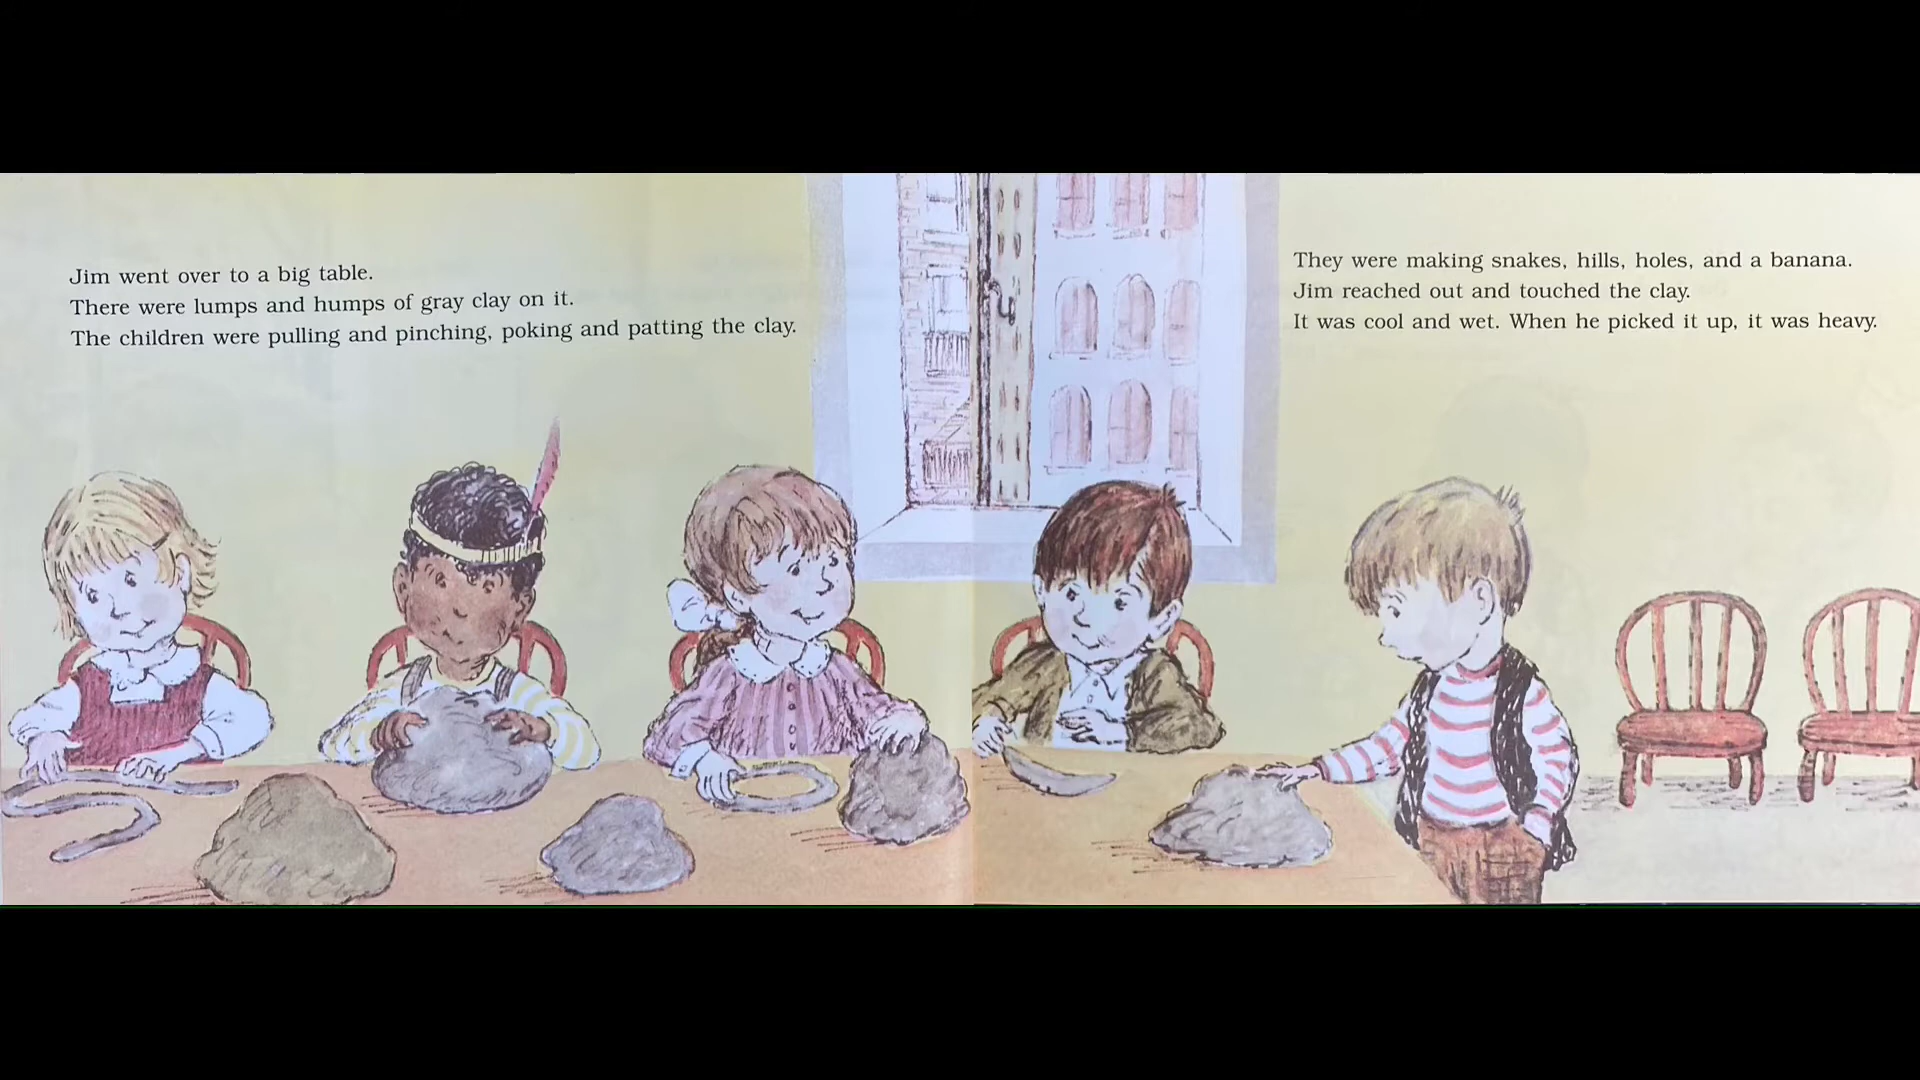 Jim went over to a big table.
There were lumps and humps of gray clay on it.
The children were pulling and pinching, poking and patting the clay.
They were making snakes, hills, holes, and a banana.
Jim reached out and touched the clay.
It was cool and wet. When he picked it up, it was heavy.